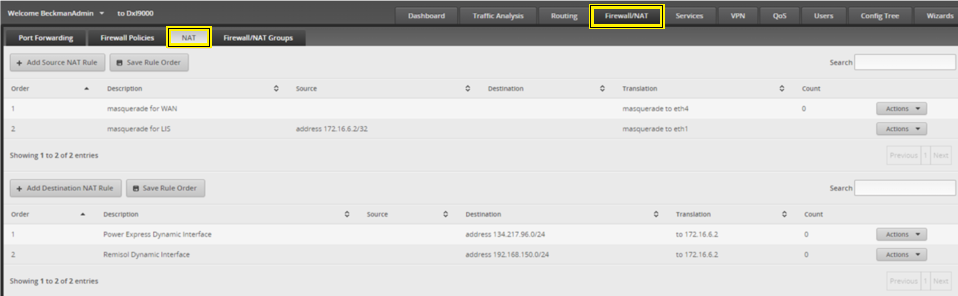 Welcome BeckmanAdmin to DxI9000
Dashboard Traffic Analysis Routing Firewall/NAT Services VPN QoS Users Config Tree Wizards
Port Forwarding Firewall Policies NAT Firewall/NAT Groups
+ Add Source NAT Rule Save Rule Order Search
Order Description Source Destination Translation Count
1 masquerade for WAN masquerade to eth4 0 Actions
2 masquerade for LIS address 172.16.6.2/32 masquerade to eth1 Actions
Showing 1 to 2 of 2 entries Previous 1 Next
+ Add Destination NAT Rule Save Rule Order Search
Order Description Source Destination Translation Count
1 Power Express Dynamic Interface address 134.217.96.0/24 to 172.16.6.2 0 Actions
2 Remisol Dynamic Interface address 192.168.150.0/24 to 172.16.6.2 0 Actions
Showing 1 to 2 of 2 entries Previous 1 Next